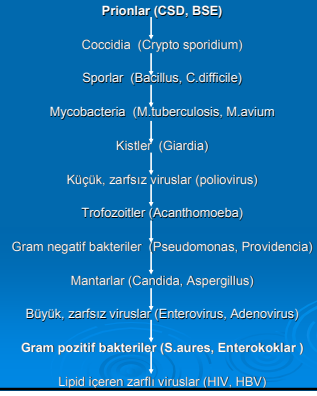 Prionlar (CSD, BSE)
Coccidia (Crypto sporidium)
Sporlar (Bacillus, C.difficile)
Mycobacteria (M.tuberculosis, M.avium
Kistler (Giardia)
Küçük, zarfsız viruslar (poliovirus)
Trofozoitler (Acanthomoeba)
Gram negatif bakteriler (Pseudomonas, Providencia)
Mantarlar (Candida, Aspergillus)
Büyük, zarfsız viruslar (Enterovirus, Adenovirus)
Gram pozitif bakteriler (S.aures, Enterokoklar )
Lipid içeren zarflı viruslar (HIV, HBV)